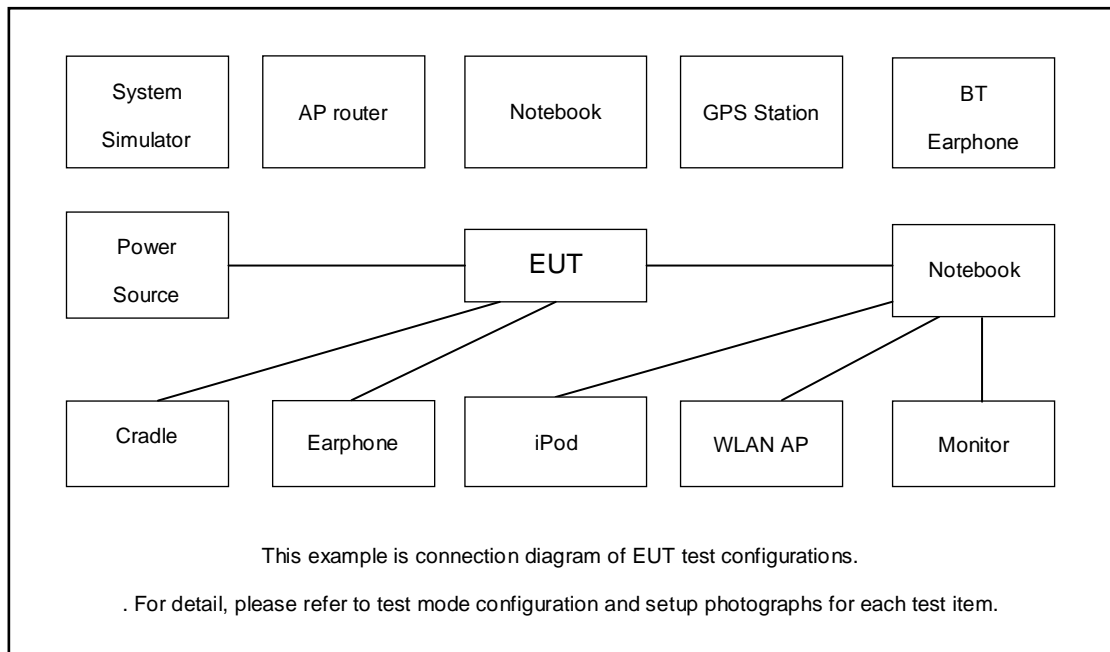 System
Simulator
AP router
Notebook
GPS Station
BT
Earphone
Power
Source
EUT
Notebook
Cradle
Earphone
iPod
WLAN AP
Monitor
This example is connection diagram of EUT test configurations.
. For detail, please refer to test mode configuration and setup photographs for each test item.